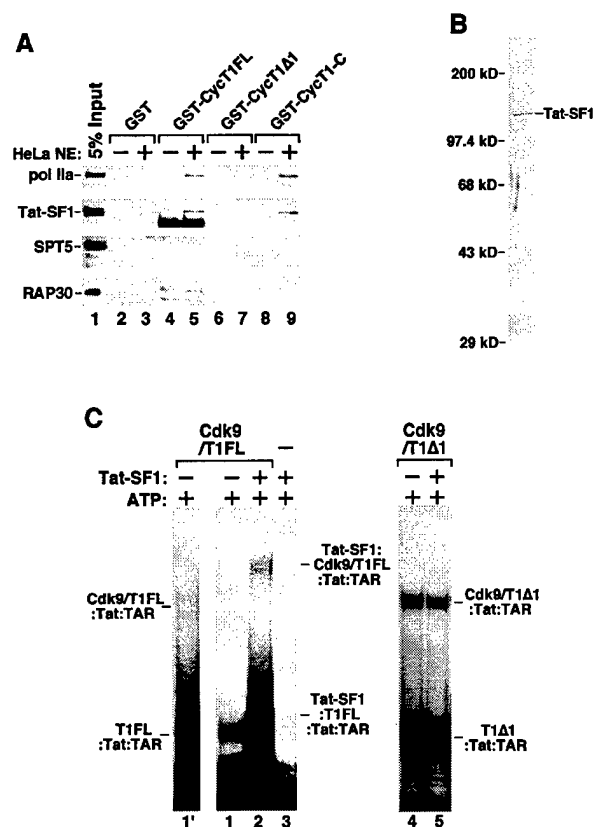 A
5% Input
GST
GST-CycT1FL
GST-CycT1Δ1
GST-CycT1-C
HeLa NE: − + − + − + − +
pol IIa
Tat-SF1
SPT5
RAP30
1 2 3 4 5 6 7 8 9
B
200 kD
Tat-SF1
97.4 kD
68 kD
43 kD
29 kD
C
Cdk9
/T1FL
−
Tat-SF1: − − + +
ATP: + + + +
Cdk9/T1FL
:Tat:TAR
T1FL
:Tat:TAR
Tat-SF1:
Cdk9/T1FL
:Tat:TAR
Tat-SF1
:T1FL
:Tat:TAR
1' 1 2 3
Cdk9
/T1Δ1
− +
+ +
Cdk9/T1Δ1
:Tat:TAR
T1Δ1
:Tat:TAR
4 5